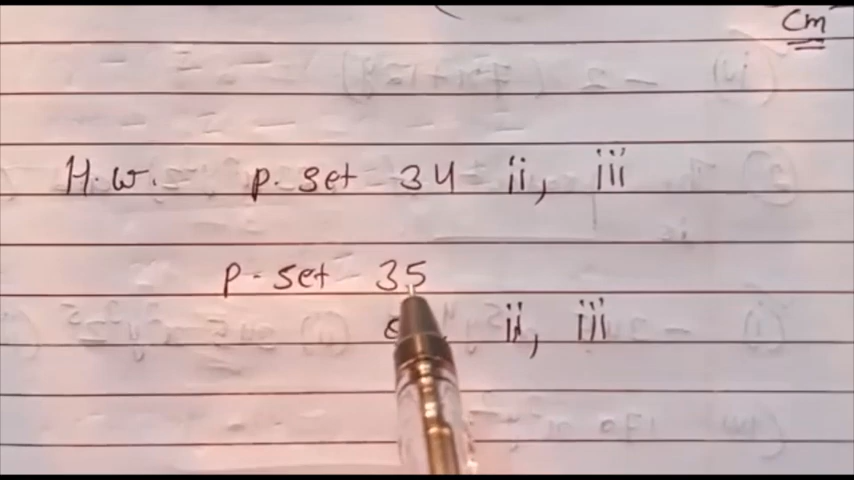 cm
H.w. p. set - 34 ii, iii
p - set - 35
ii, iii